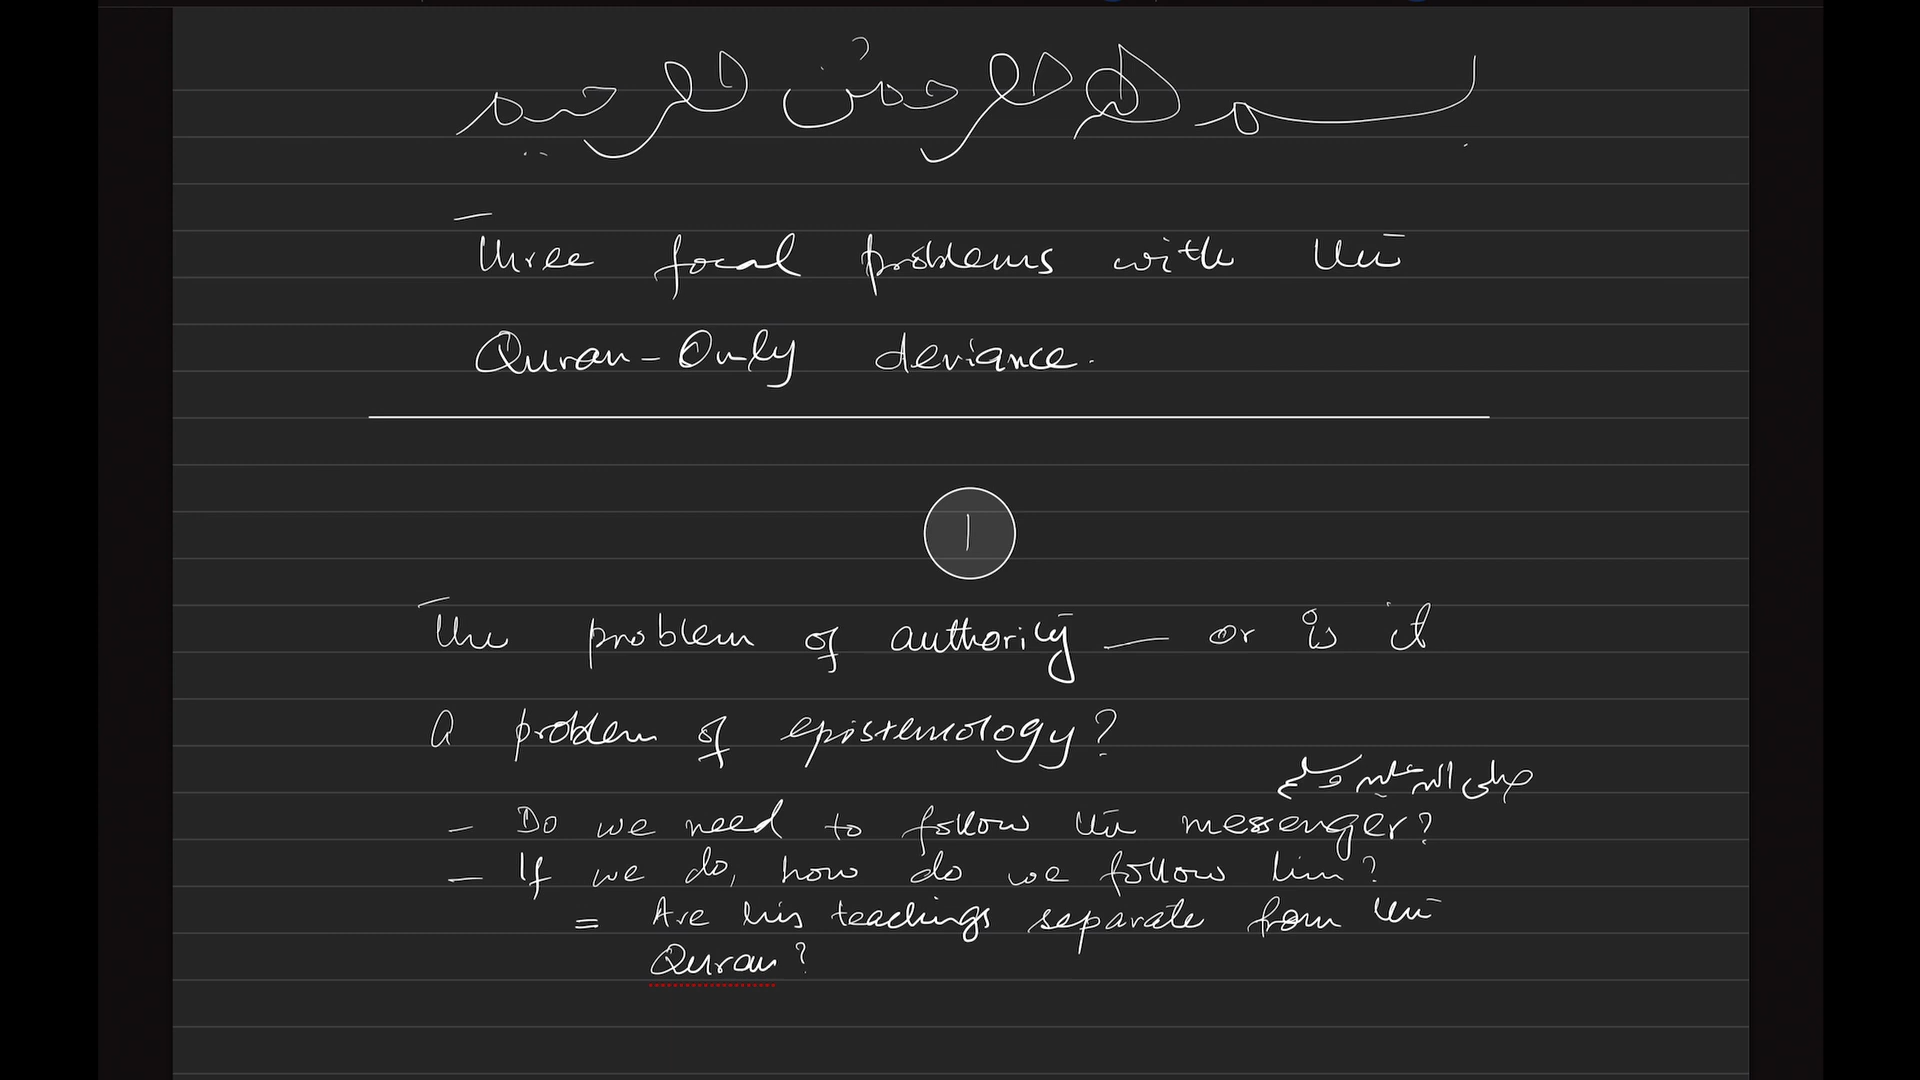 بسم الله الرحمن الرحيم
Three focal problems with the
Quran-Only deviance.
1
The problem of authority — or is it
a problem of epistemology?
صلى الله عليه وسلم
- Do we need to follow the messenger?
- If we do, how do we follow him?
= Are his teachings separate from the
Quran?